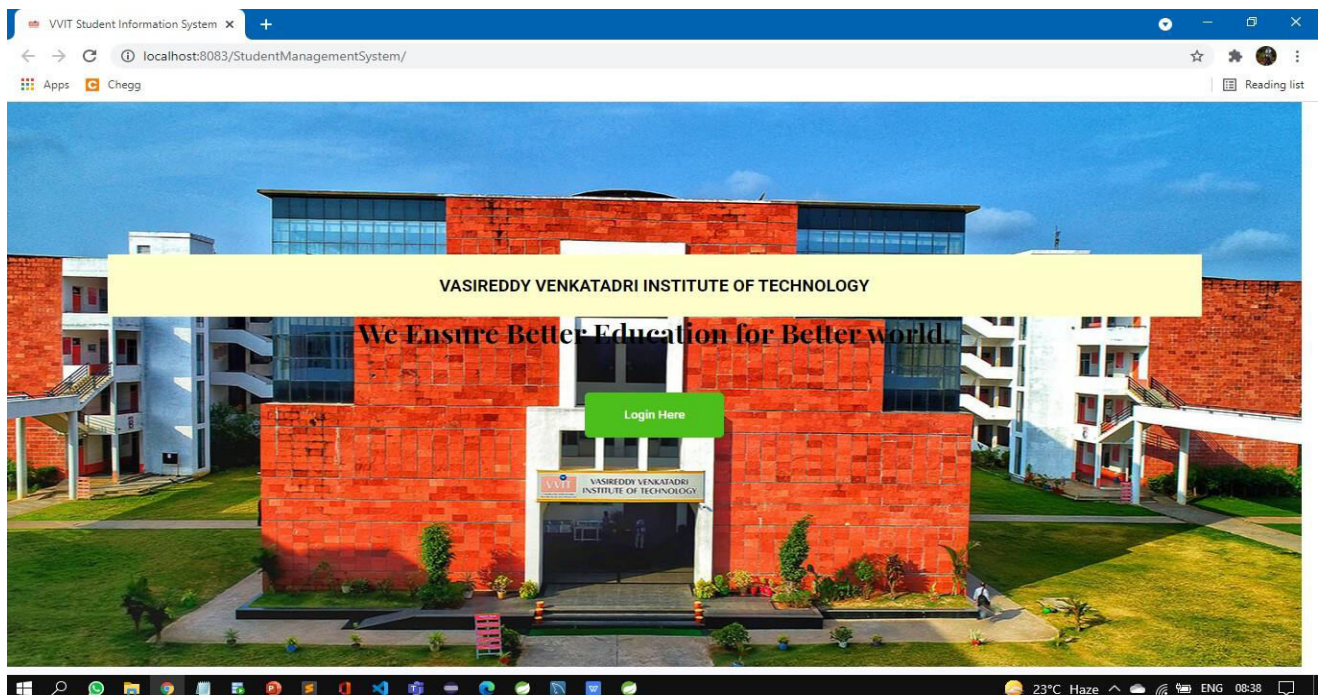 VVIT Student Information System
localhost:8083/StudentManagementSystem/
Apps
C Chegg
Reading list
VASIREDDY VENKATADRI INSTITUTE OF TECHNOLOGY
We Ensure Better Education for Better world.
Login Here
VVIT
VASIREDDY VENKATADRI
INSTITUTE OF TECHNOLOGY
23°C Haze
ENG
08:38